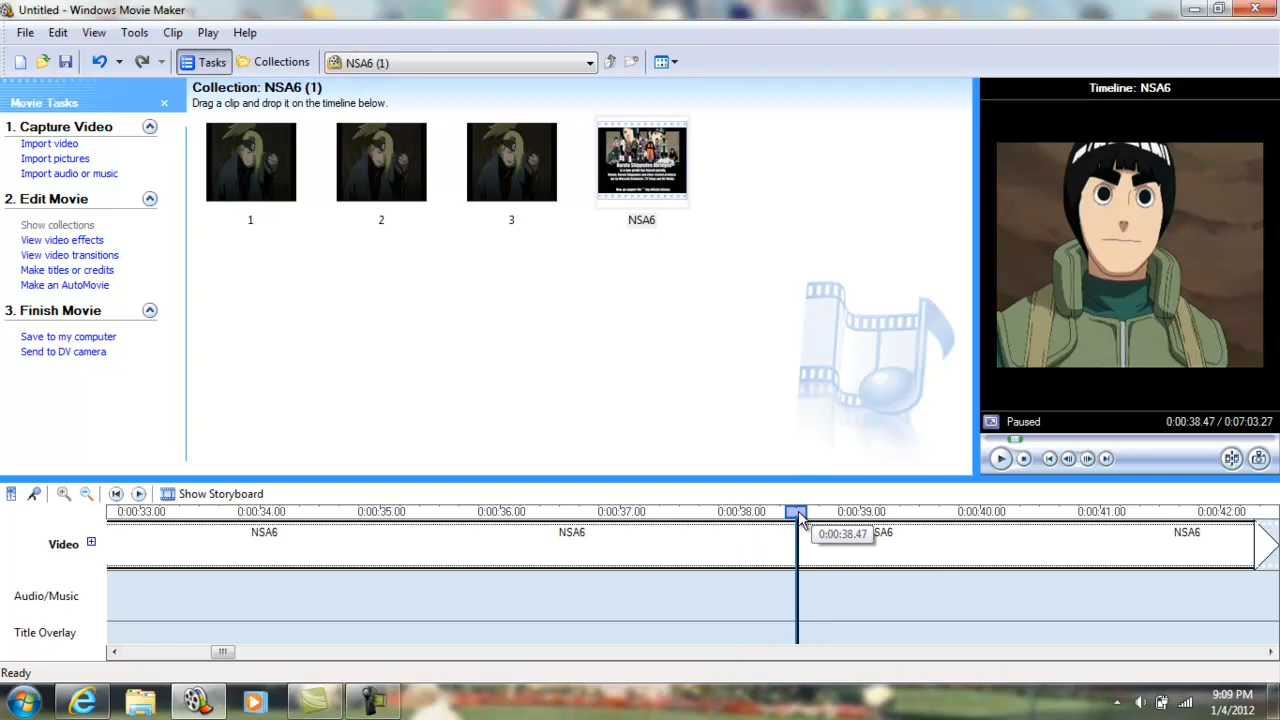 Untitled - Windows Movie Maker
File Edit View Tools Clip Play Help
Tasks Collections NSA6 (1)
Movie Tasks
1. Capture Video
Import video
Import pictures
Import audio or music
2. Edit Movie
Show collections
View video effects
View video transitions
Make titles or credits
Make an AutoMovie
3. Finish Movie
Save to my computer
Send to DV camera
Collection: NSA6 (1)
Drag a clip and drop it on the timeline below.
Naruto Shippuden Abridged
1 2 3 NSA6
Timeline: NSA6
Paused 0:00:38.47 / 0:07:03.27
Show Storyboard
0:00:33.00 0:00:34.00 0:00:35.00 0:00:36.00 0:00:37.00 0:00:38.00 0:00:39.00 0:00:40.00 0:00:41.00 0:00:42.00
Video NSA6 NSA6 SA6 NSA6
0:00:38.47
Audio/Music
Title Overlay
Ready
9:09 PM
1/4/2012